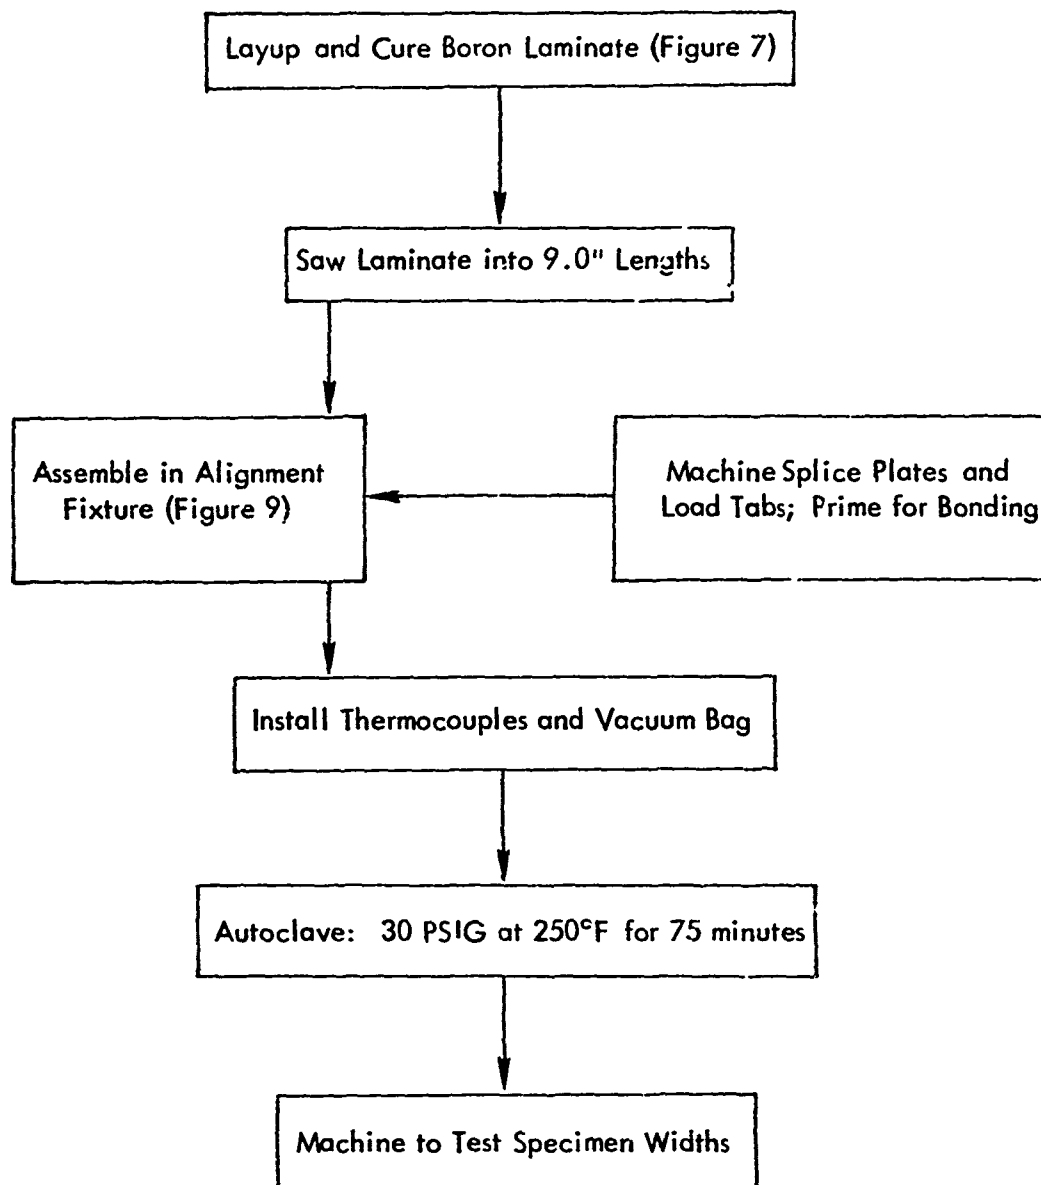 Layup and Cure Boron Laminate (Figure 7)
Saw Laminate into 9.0" Lengths
Assemble in Alignment
Fixture (Figure 9)
Machine Splice Plates and
Load Tabs; Prime for Bonding
Install Thermocouples and Vacuum Bag
Autoclave: 30 PSIG at 250°F for 75 minutes
Machine to Test Specimen Widths